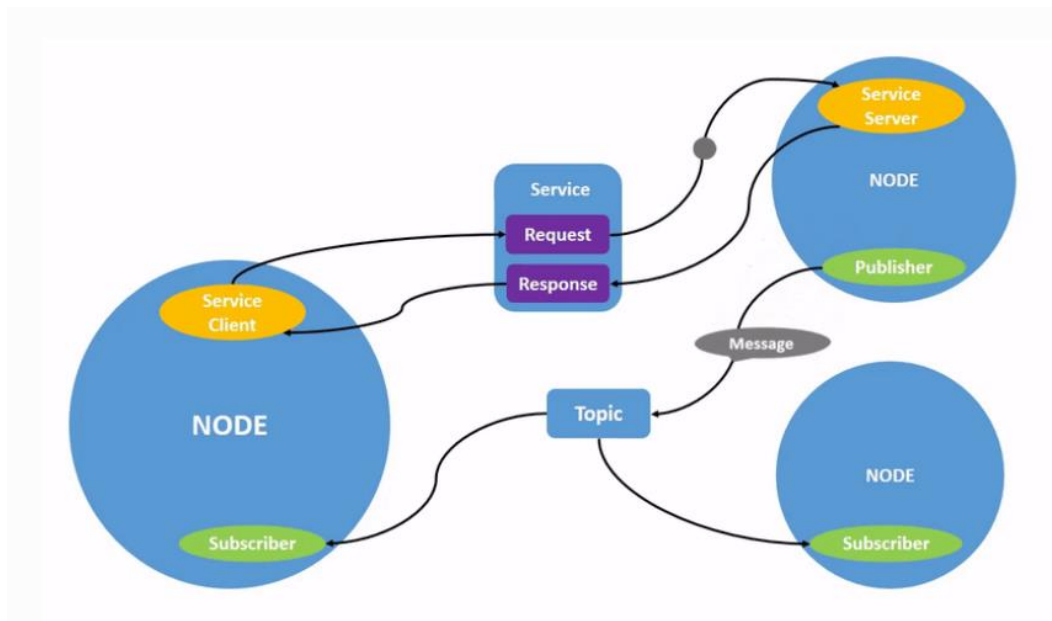 Service
Server
NODE
Publisher
Service
Request
Response
Service
Client
NODE
Subscriber
Message
Topic
NODE
Subscriber